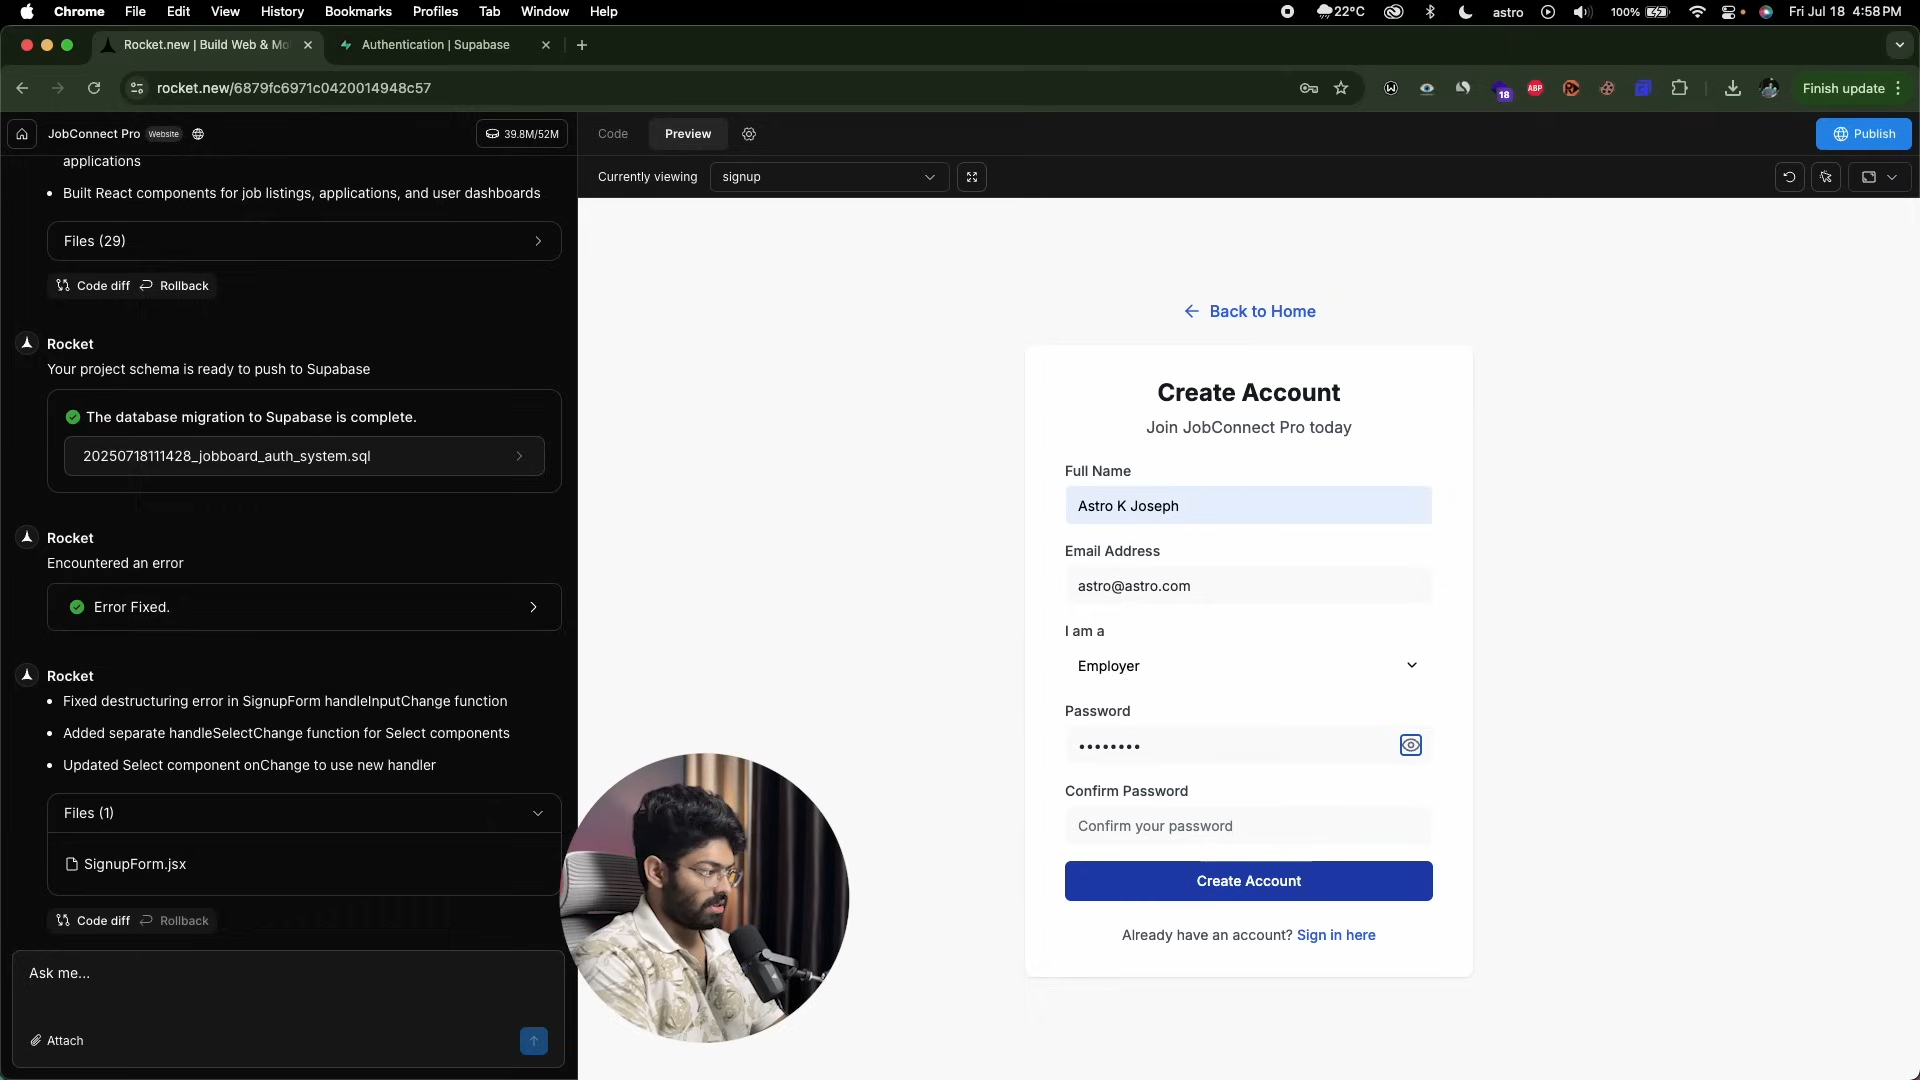 Chrome File Edit View History Bookmarks Profiles Tab Window Help
22°C astro 100% Fri Jul 18 4:58 PM
Rocket.new | Build Web & Mo
Authentication | Supabase
rocket.new/6879fc6971c0420014948c57
18
ABP
Finish update
JobConnect Pro Website
39.8M/52M
Code Preview
Publish
Currently viewing signup
applications
• Built React components for job listings, applications, and user dashboards
Files (29)
Code diff Rollback
Rocket
Your project schema is ready to push to Supabase
The database migration to Supabase is complete.
20250718111428_jobboard_auth_system.sql
Rocket
Encountered an error
Error Fixed.
Rocket
• Fixed destructuring error in SignupForm handleInputChange function
• Added separate handleSelectChange function for Select components
• Updated Select component onChange to use new handler
Files (1)
SignupForm.jsx
Code diff Rollback
Ask me...
Attach
Back to Home
Create Account
Join JobConnect Pro today
Full Name
Astro K Joseph
Email Address
astro@astro.com
I am a
Employer
Password
••••••••
Confirm Password
Confirm your password
Create Account
Already have an account? Sign in here